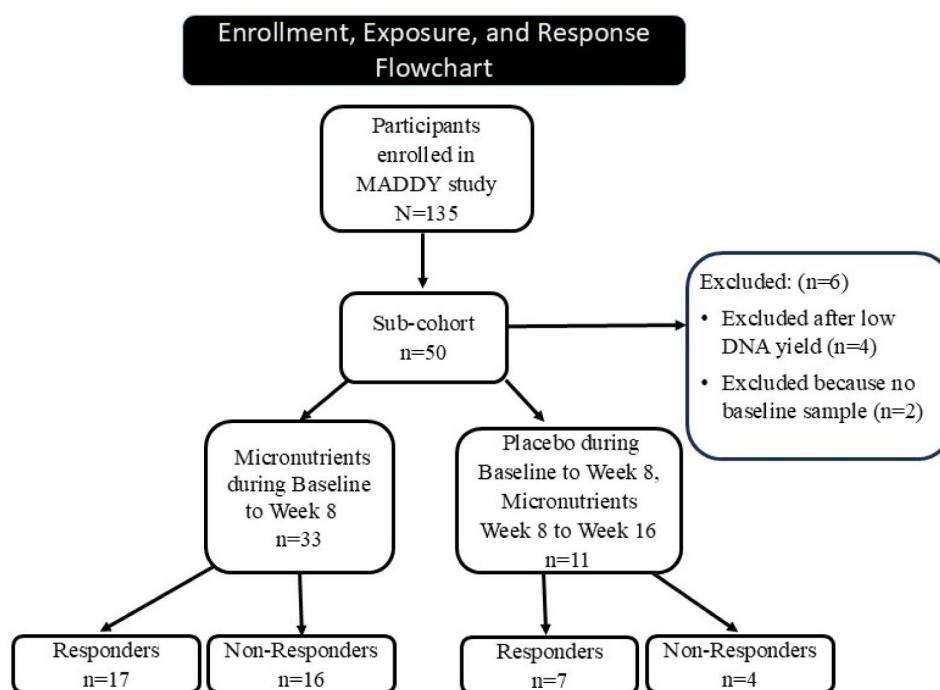 Enrollment, Exposure, and Response
Flowchart
Participants
enrolled in
MADDY study
N=135
Sub-cohort
n=50
Excluded: (n=6)
• Excluded after low
DNA yield (n=4)
• Excluded because no
baseline sample (n=2)
Micronutrients
during Baseline
to Week 8
n=33
Placebo during
Baseline to Week 8,
Micronutrients
Week 8 to Week 16
n=11
Responders
n=17
Non-Responders
n=16
Responders
n=7
Non-Responders
n=4